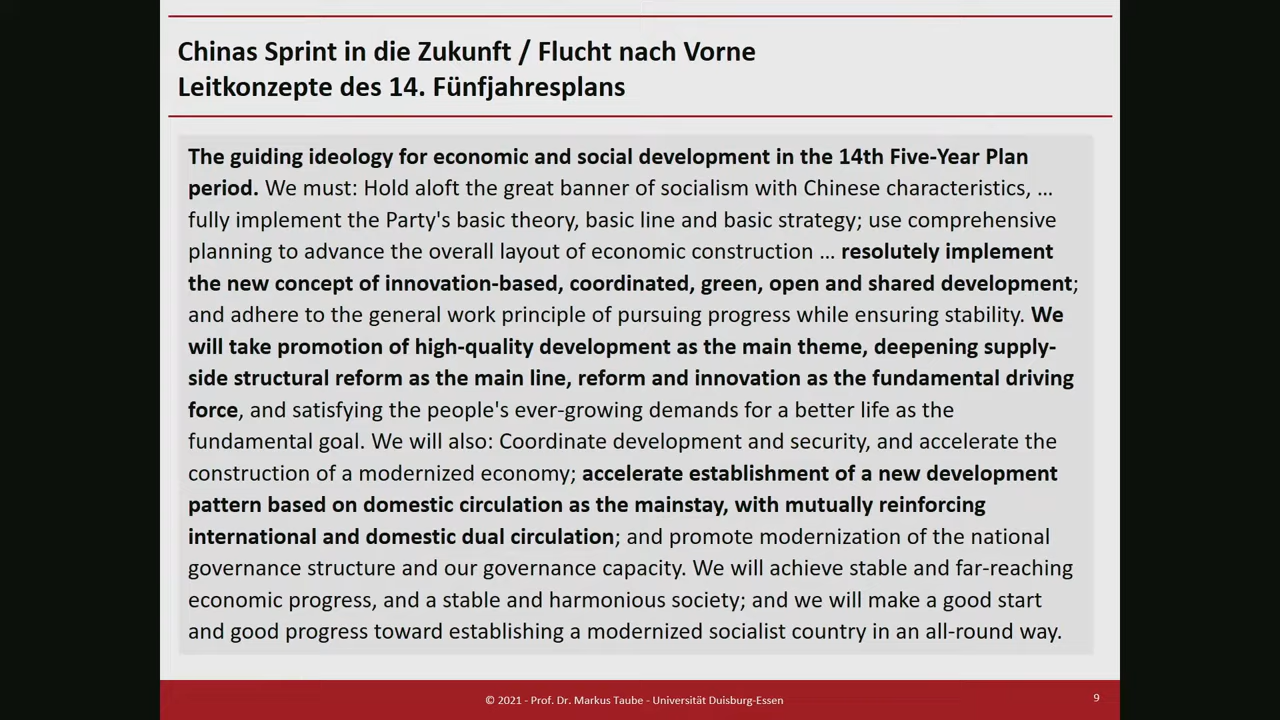 Chinas Sprint in die Zukunft / Flucht nach Vorne
Leitkonzepte des 14. Fünfjahresplans
The guiding ideology for economic and social development in the 14th Five-Year Plan
period. We must: Hold aloft the great banner of socialism with Chinese characteristics, ...
fully implement the Party's basic theory, basic line and basic strategy; use comprehensive
planning to advance the overall layout of economic construction ... resolutely implement
the new concept of innovation-based, coordinated, green, open and shared development;
and adhere to the general work principle of pursuing progress while ensuring stability. We
will take promotion of high-quality development as the main theme, deepening supply-
side structural reform as the main line, reform and innovation as the fundamental driving
force, and satisfying the people's ever-growing demands for a better life as the
fundamental goal. We will also: Coordinate development and security, and accelerate the
construction of a modernized economy; accelerate establishment of a new development
pattern based on domestic circulation as the mainstay, with mutually reinforcing
international and domestic dual circulation; and promote modernization of the national
governance structure and our governance capacity. We will achieve stable and far-reaching
economic progress, and a stable and harmonious society; and we will make a good start
and good progress toward establishing a modernized socialist country in an all-round way.
© 2021 - Prof. Dr. Markus Taube - Universität Duisburg-Essen
9